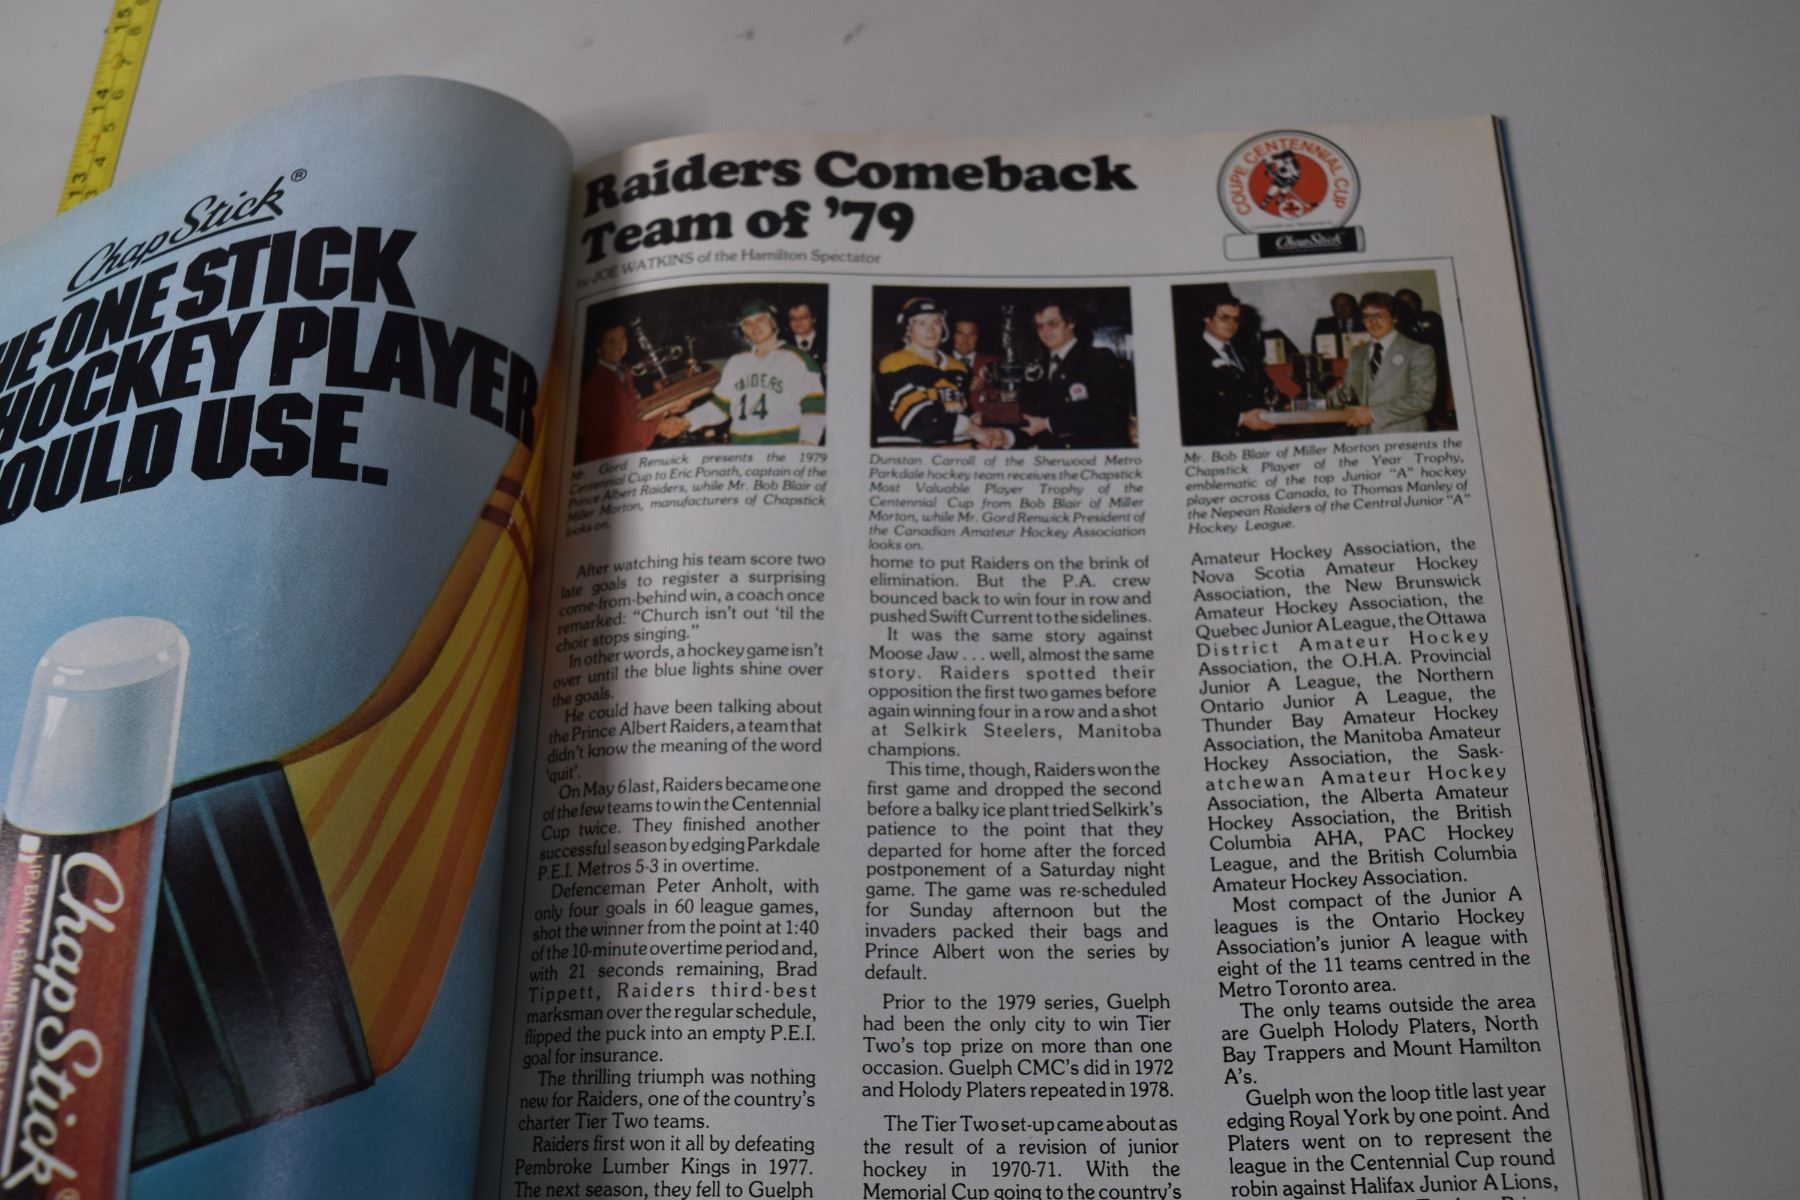 15
14
13
9
8
7
6
5
4
3
ChapStick®
HE ONE STICK
HOCKEY PLAYER
OULD USE.
ChapStick
LIP BALM • BAUME POUR LA
Raiders Comeback
Team of ’79
by JOE WATKINS of the Hamilton Spectator
COUPE CENTENNIAL CUP
ChapStick
RAIDERS
14
Mr. Gord Renwick presents the 1979
Centennial Cup to Eric Ponath, captain of the
Prince Albert Raiders, while Mr. Bob Blair of
Miller Morton, manufacturers of Chapstick
looks on.
After watching his team score two
late goals to register a surprising
come-from-behind win, a coach once
remarked: “Church isn’t out ‘til the
choir stops singing.”
In other words, a hockey game isn’t
over until the blue lights shine over
the goals.
He could have been talking about
the Prince Albert Raiders, a team that
didn’t know the meaning of the word
‘quit’.
On May 6 last, Raiders became one
of the few teams to win the Centennial
Cup twice. They finished another
successful season by edging Parkdale
P.E.I. Metros 5-3 in overtime.
Defenceman Peter Anholt, with
only four goals in 60 league games,
shot the winner from the point at 1:40
of the 10-minute overtime period and,
with 21 seconds remaining, Brad
Tippett, Raiders third-best
marksman over the regular schedule,
flipped the puck into an empty P.E.I.
goal for insurance.
The thrilling triumph was nothing
new for Raiders, one of the country’s
charter Tier Two teams.
Raiders first won it all by defeating
Pembroke Lumber Kings in 1977.
The next season, they fell to Guelph
Dunstan Carroll of the Sherwood Metro
Parkdale hockey team receives the Chapstick
Most Valuable Player Trophy of the
Centennial Cup from Bob Blair of Miller
Morton, while Mr. Gord Renwick President of
the Canadian Amateur Hockey Association
looks on.
home to put Raiders on the brink of
elimination. But the P.A. crew
bounced back to win four in row and
pushed Swift Current to the sidelines.
It was the same story against
Moose Jaw . . . well, almost the same
story. Raiders spotted their
opposition the first two games before
again winning four in a row and a shot
at Selkirk Steelers, Manitoba
champions.
This time, though, Raiders won the
first game and dropped the second
before a balky ice plant tried Selkirk’s
patience to the point that they
departed for home after the forced
postponement of a Saturday night
game. The game was re-scheduled
for Sunday afternoon but the
invaders packed their bags and
Prince Albert won the series by
default.
Prior to the 1979 series, Guelph
had been the only city to win Tier
Two’s top prize on more than one
occasion. Guelph CMC’s did in 1972
and Holody Platers repeated in 1978.
The Tier Two set-up came about as
the result of a revision of junior
hockey in 1970-71. With the
Memorial Cup going to the country’s
Mr. Bob Blair of Miller Morton presents the
Chapstick Player of the Year Trophy,
emblematic of the top Junior “A” hockey
player across Canada, to Thomas Manley of
the Nepean Raiders of the Central Junior “A”
Hockey League.
Amateur Hockey Association, the
Nova Scotia Amateur Hockey
Association, the New Brunswick
Amateur Hockey Association, the
Quebec Junior A League, the Ottawa
District Amateur Hockey
Association, the O.H.A. Provincial
Junior A League, the Northern
Ontario Junior A League, the
Thunder Bay Amateur Hockey
Association, the Manitoba Amateur
Hockey Association, the Sask-
atchewan Amateur Hockey
Association, the Alberta Amateur
Hockey Association, the British
Columbia AHA, PAC Hockey
League, and the British Columbia
Amateur Hockey Association.
Most compact of the Junior A
leagues is the Ontario Hockey
Association’s junior A league with
eight of the 11 teams centred in the
Metro Toronto area.
The only teams outside the area
are Guelph Holody Platers, North
Bay Trappers and Mount Hamilton
A’s.
Guelph won the loop title last year
edging Royal York by one point. And
Platers went on to represent the
league in the Centennial Cup round
robin against Halifax Junior A Lions,